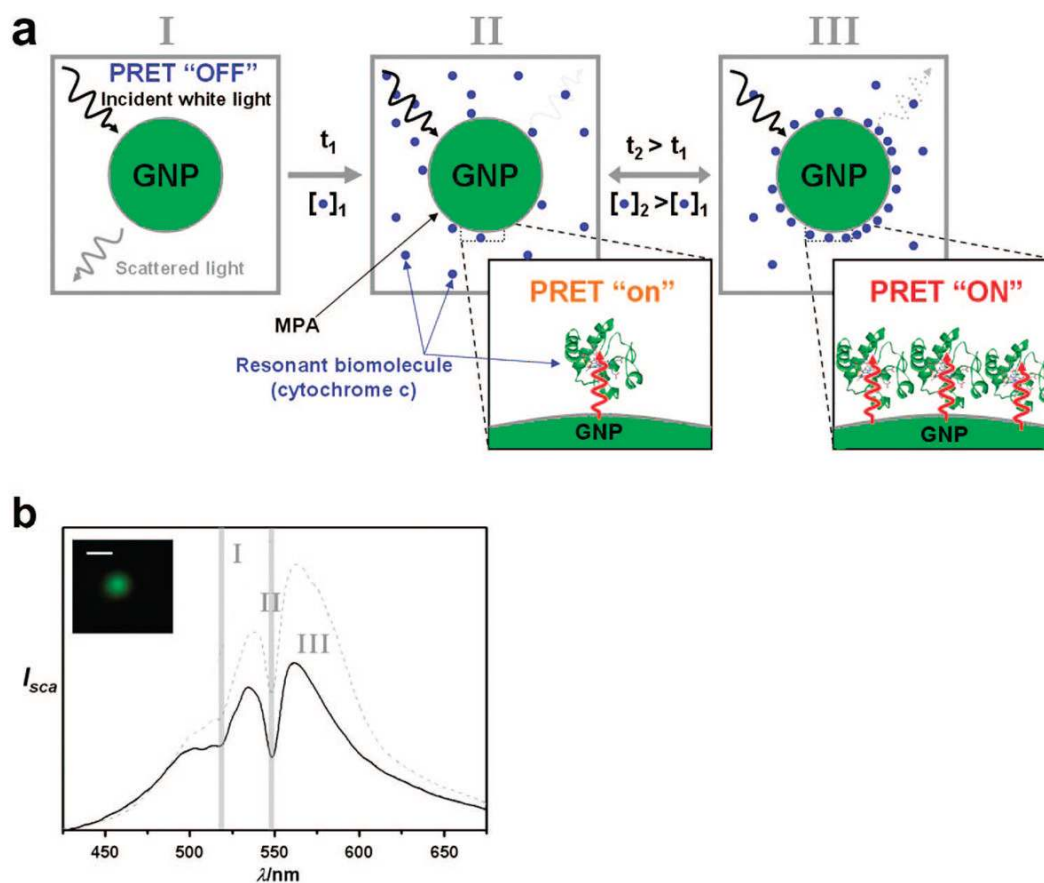 a
I
II
III
PRET “OFF”
Incident white light
GNP
Scattered light
t1
[•]1
GNP
t2 > t1
[•]2>[•]1
GNP
MPA
Resonant biomolecule
(cytochrome c)
PRET “on”
GNP
PRET “ON”
GNP
b
I
II
III
Isca
450
500
550
600
650
λ/nm